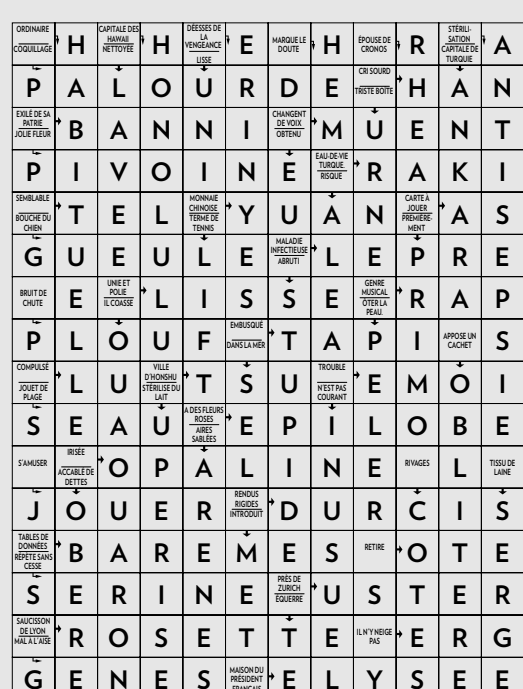 ORDINAIRE COQUILLAGE H CAPITALE DES HAWAII NETTOYÉE H DÉESSES DE LA VENGEANCE LISSE E MARQUE LE DOUTE H ÉPOUSE DE CRONOS R STÉRILI-SATION CAPITALE DE TURQUIE A
P A L O U R D E CRI SOURD TRISTE BOÎTE H A N
EXILÉ DE SA PATRIE JOLIE FLEUR B A N N I CHANGENT DE VOIX OBTENU M U E N T
P I V O I N E EAU-DE-VIE TURQUE. RISQUE R A K I
SEMBLABLE BOUCHE DU CHIEN T E L MONNAIE CHINOISE TERME DE TENNIS Y U A N CARTE À JOUER PREMIÈRE-MENT A S
G U E U L E MALADIE INFECTIEUSE ABRUTI L E P R E
BRUIT DE CHUTE E UNIE ET POLIE IL COASSE L I S S E GENRE MUSICAL ÔTER LA PEAU. R A P
P L O U F EMBUSQUÉ DANS LA MER T A P I APPOSE UN CACHET S
COMPULSÉ JOUET DE PLAGE L U VILLE D'HONSHU STÉRILISE DU LAIT T S U TROUBLE N'EST PAS COURANT E M O I
S E A U A DES FLEURS ROSES AIRES SABLÉES E P I L O B E
S'AMUSER IRISÉE ACCABLÉ DE DETTES O P A L I N E RIVAGES L TISSU DE LAINE
J O U E R RENDUS RIGIDES INTRODUIT D U R C I S
TABLES DE DONNÉES RÉPÈTE SANS CESSE B A R E M E S RETIRE O T E
S E R I N E PRÈS DE ZURICH ÉQUERRE U S T E R
SAUCISSON DE LYON MAL À L'AISE R O S E T T E IL N'Y NEIGE PAS E R G
G E N E S MAISON DU PRÉSIDENT FRANÇAIS E L Y S E E